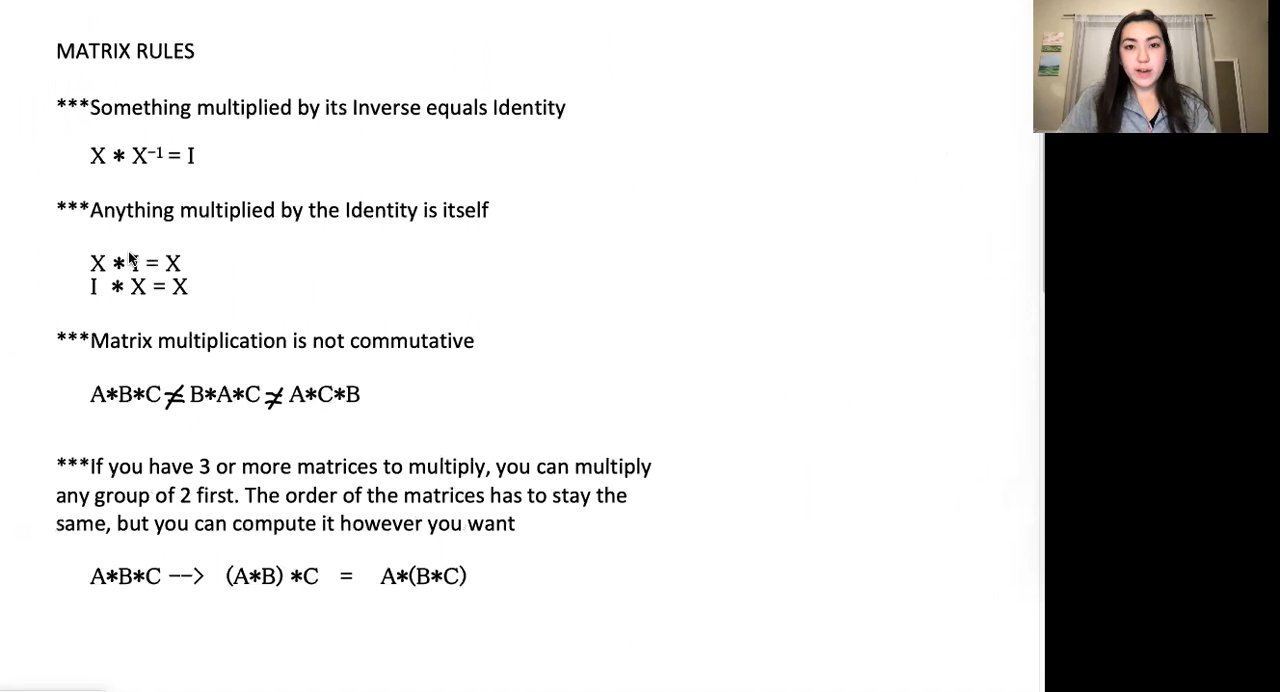 MATRIX RULES
***Something multiplied by its Inverse equals Identity
X * X⁻¹ = I
***Anything multiplied by the Identity is itself
X * I = X
I * X = X
***Matrix multiplication is not commutative
A*B*C ≠ B*A*C ≠ A*C*B
***If you have 3 or more matrices to multiply, you can multiply
any group of 2 first. The order of the matrices has to stay the
same, but you can compute it however you want
A*B*C --> (A*B) *C = A*(B*C)